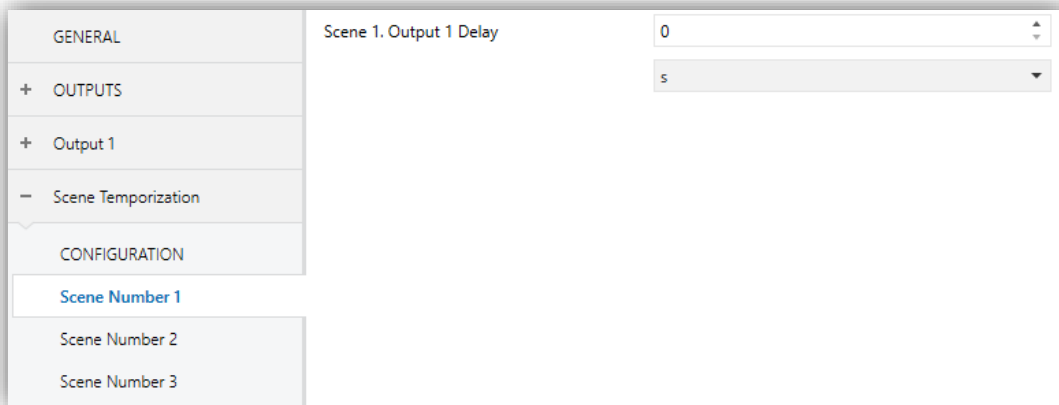 GENERAL
+ OUTPUTS
+ Output 1
− Scene Temporization
CONFIGURATION
Scene Number 1
Scene Number 2
Scene Number 3
Scene 1. Output 1 Delay
0
s